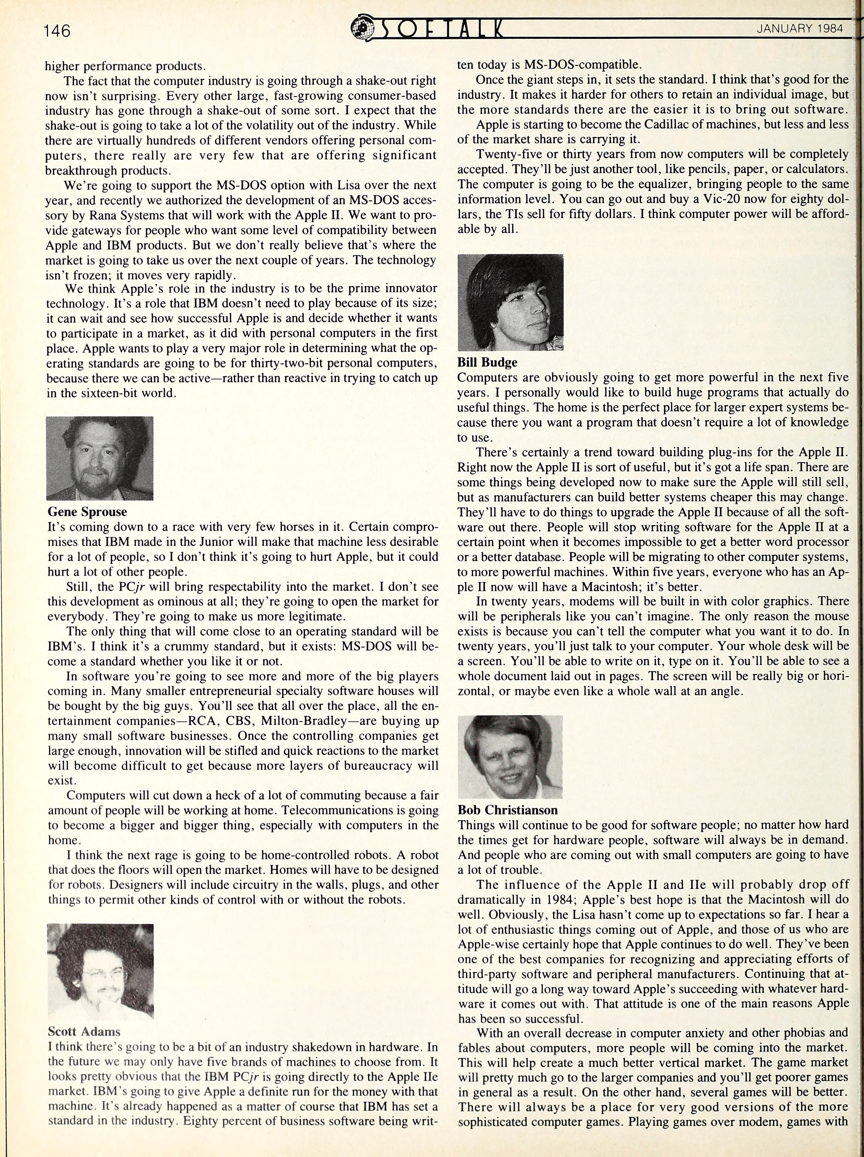 146
SOFTALK
JANUARY 1984
higher performance products.
The fact that the computer industry is going through a shake-out right
now isn't surprising. Every other large, fast-growing consumer-based
industry has gone through a shake-out of some sort. I expect that the
shake-out is going to take a lot of the volatility out of the industry. While
there are virtually hundreds of different vendors offering personal com-
puters, there really are very few that are offering significant
breakthrough products.
We're going to support the MS-DOS option with Lisa over the next
year, and recently we authorized the development of an MS-DOS acces-
sory by Rana Systems that will work with the Apple II. We want to pro-
vide gateways for people who want some level of compatibility between
Apple and IBM products. But we don't really believe that's where the
market is going to take us over the next couple of years. The technology
isn't frozen; it moves very rapidly.
We think Apple's role in the industry is to be the prime innovator
technology. It's a role that IBM doesn't need to play because of its size;
it can wait and see how successful Apple is and decide whether it wants
to participate in a market, as it did with personal computers in the first
place. Apple wants to play a very major role in determining what the op-
erating standards are going to be for thirty-two-bit personal computers,
because there we can be active—rather than reactive in trying to catch up
in the sixteen-bit world.
Gene Sprouse
It's coming down to a race with very few horses in it. Certain compro-
mises that IBM made in the Junior will make that machine less desirable
for a lot of people, so I don't think it's going to hurt Apple, but it could
hurt a lot of other people.
Still, the PCjr will bring respectability into the market. I don't see
this development as ominous at all; they're going to open the market for
everybody. They're going to make us more legitimate.
The only thing that will come close to an operating standard will be
IBM's. I think it's a crummy standard, but it exists: MS-DOS will be-
come a standard whether you like it or not.
In software you're going to see more and more of the big players
coming in. Many smaller entrepreneurial specialty software houses will
be bought by the big guys. You'll see that all over the place, all the en-
tertainment companies—RCA, CBS, Milton-Bradley—are buying up
many small software businesses. Once the controlling companies get
large enough, innovation will be stifled and quick reactions to the market
will become difficult to get because more layers of bureaucracy will
exist.
Computers will cut down a heck of a lot of commuting because a fair
amount of people will be working at home. Telecommunications is going
to become a bigger and bigger thing, especially with computers in the
home.
I think the next rage is going to be home-controlled robots. A robot
that does the floors will open the market. Homes will have to be designed
for robots. Designers will include circuitry in the walls, plugs, and other
things to permit other kinds of control with or without the robots.
Scott Adams
I think there's going to be a bit of an industry shakedown in hardware. In
the future we may only have five brands of machines to choose from. It
looks pretty obvious that the IBM PCjr is going directly to the Apple IIe
market. IBM's going to give Apple a definite run for the money with that
machine. It's already happened as a matter of course that IBM has set a
standard in the industry. Eighty percent of business software being writ-
ten today is MS-DOS-compatible.
Once the giant steps in, it sets the standard. I think that's good for the
industry. It makes it harder for others to retain an individual image, but
the more standards there are the easier it is to bring out software.
Apple is starting to become the Cadillac of machines, but less and less
of the market share is carrying it.
Twenty-five or thirty years from now computers will be completely
accepted. They'll be just another tool, like pencils, paper, or calculators.
The computer is going to be the equalizer, bringing people to the same
information level. You can go out and buy a Vic-20 now for eighty dol-
lars, the TIs sell for fifty dollars. I think computer power will be afford-
able by all.
Bill Budge
Computers are obviously going to get more powerful in the next five
years. I personally would like to build huge programs that actually do
useful things. The home is the perfect place for larger expert systems be-
cause there you want a program that doesn't require a lot of knowledge
to use.
There's certainly a trend toward building plug-ins for the Apple II.
Right now the Apple II is sort of useful, but it's got a life span. There are
some things being developed now to make sure the Apple will still sell,
but as manufacturers can build better systems cheaper this may change.
They'll have to do things to upgrade the Apple II because of all the soft-
ware out there. People will stop writing software for the Apple II at a
certain point when it becomes impossible to get a better word processor
or a better database. People will be migrating to other computer systems,
to more powerful machines. Within five years, everyone who has an Ap-
ple II now will have a Macintosh; it's better.
In twenty years, modems will be built in with color graphics. There
will be peripherals like you can't imagine. The only reason the mouse
exists is because you can't tell the computer what you want it to do. In
twenty years, you'll just talk to your computer. Your whole desk will be
a screen. You'll be able to write on it, type on it. You'll be able to see a
whole document laid out in pages. The screen will be really big or hori-
zontal, or maybe even like a whole wall at an angle.
Bob Christianson
Things will continue to be good for software people; no matter how hard
the times get for hardware people, software will always be in demand.
And people who are coming out with small computers are going to have
a lot of trouble.
The influence of the Apple II and IIe will probably drop off
dramatically in 1984; Apple's best hope is that the Macintosh will do
well. Obviously, the Lisa hasn't come up to expectations so far. I hear a
lot of enthusiastic things coming out of Apple, and those of us who are
Apple-wise certainly hope that Apple continues to do well. They've been
one of the best companies for recognizing and appreciating efforts of
third-party software and peripheral manufacturers. Continuing that at-
titude will go a long way toward Apple's succeeding with whatever hard-
ware it comes out with. That attitude is one of the main reasons Apple
has been so successful.
With an overall decrease in computer anxiety and other phobias and
fables about computers, more people will be coming into the market.
This will help create a much better vertical market. The game market
will pretty much go to the larger companies and you'll get poorer games
in general as a result. On the other hand, several games will be better.
There will always be a place for very good versions of the more
sophisticated computer games. Playing games over modem, games with